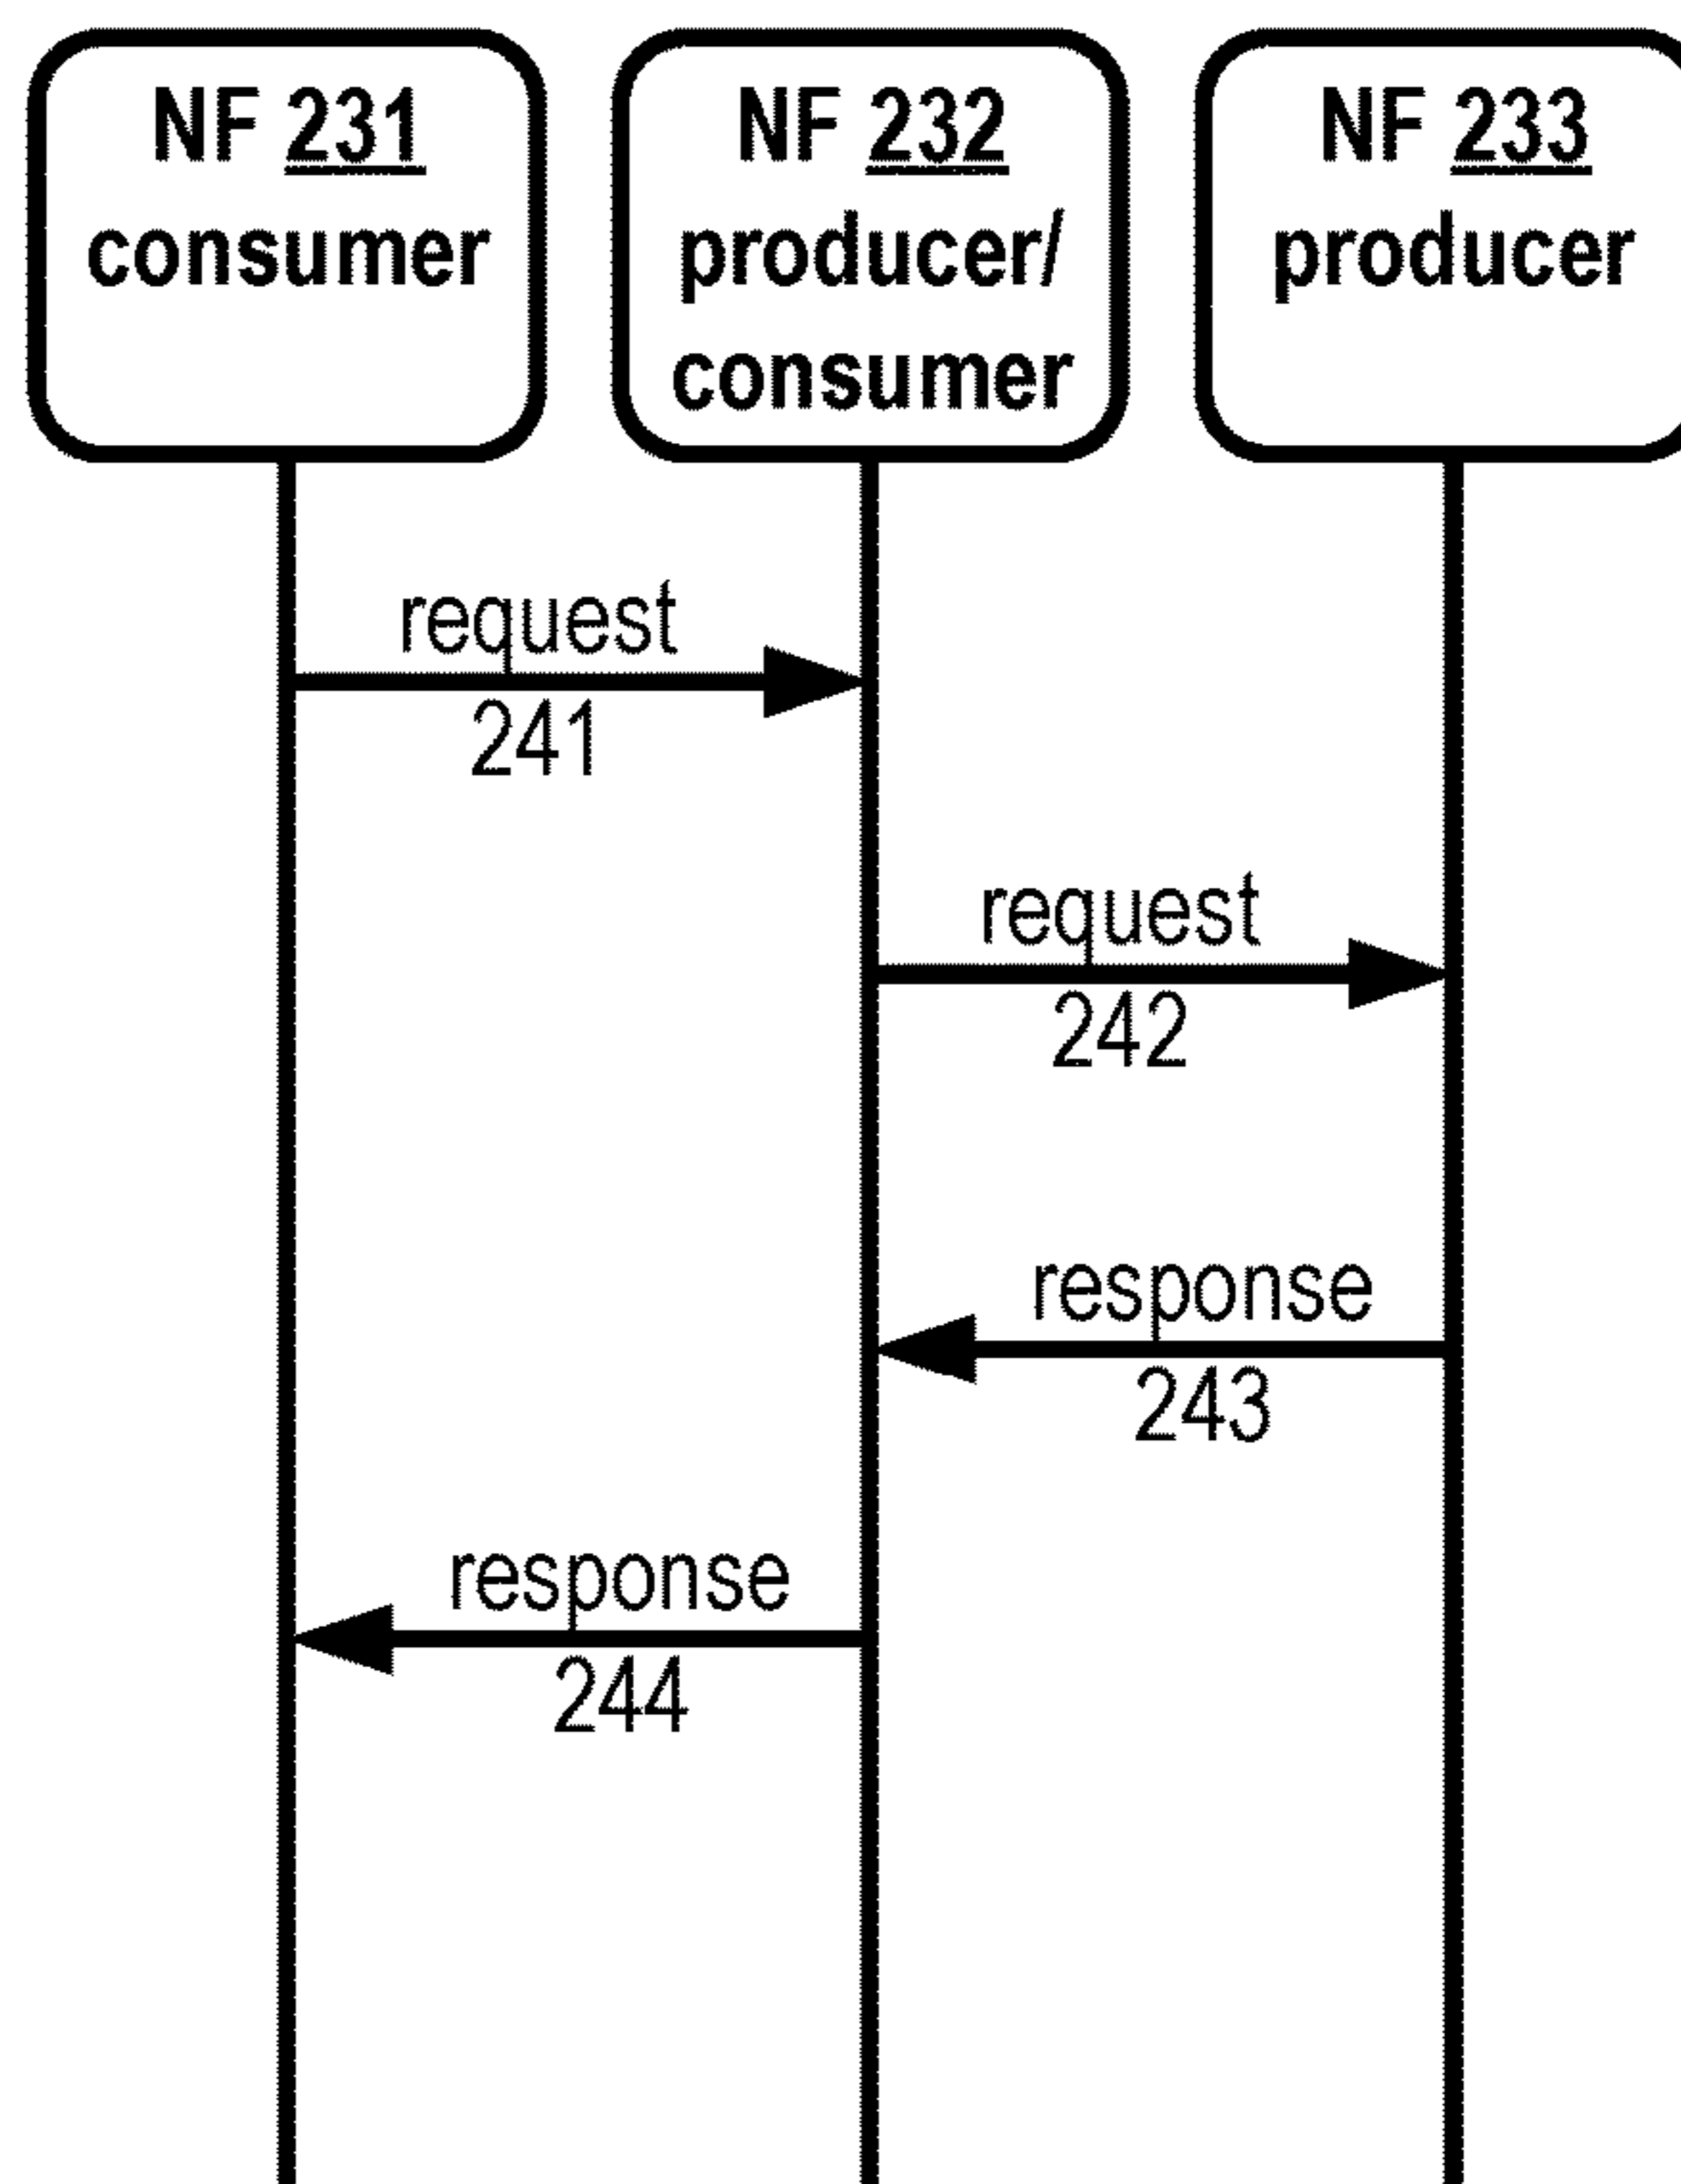 NF 231
consumer
NF 232
producer/
consumer
NF 233
producer
request
241
request
242
response
243
response
244